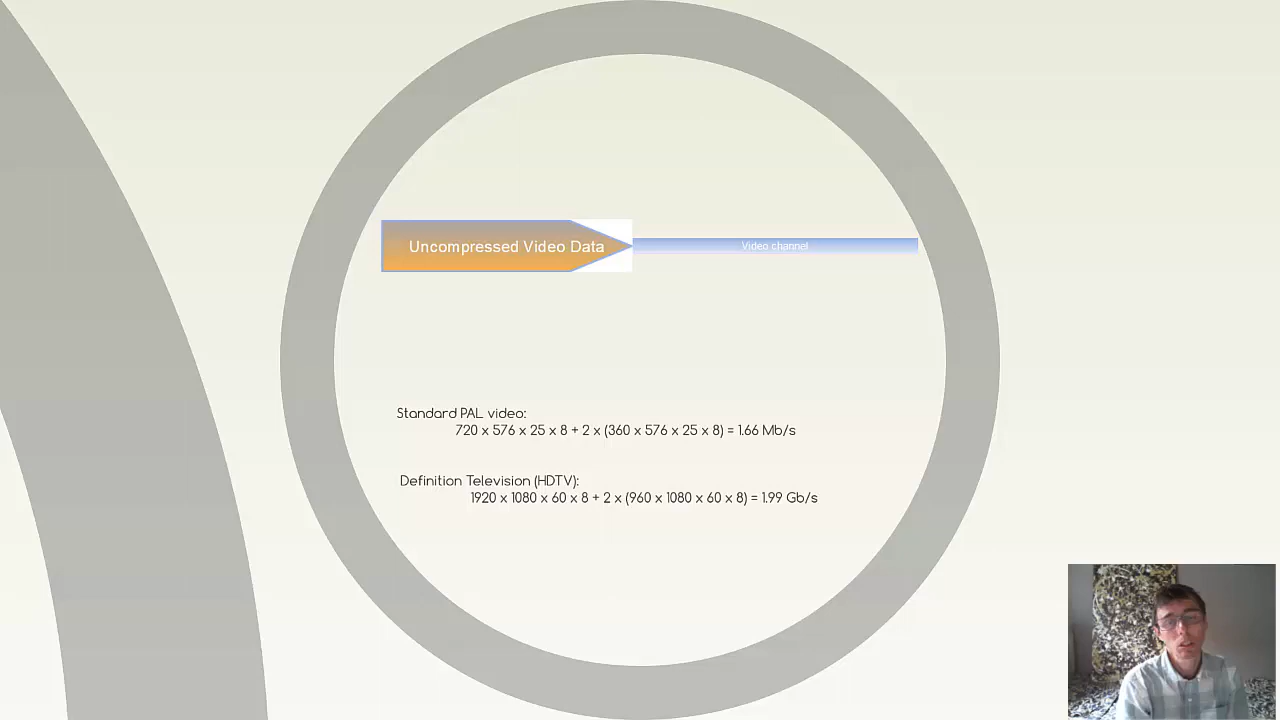 Uncompressed Video Data
Video channel
Standard PAL video:
720 x 576 x 25 x 8 + 2 x (360 x 576 x 25 x 8) = 1.66 Mb/s
Definition Television (HDTV):
1920 x 1080 x 60 x 8 + 2 x (960 x 1080 x 60 x 8) = 1.99 Gb/s